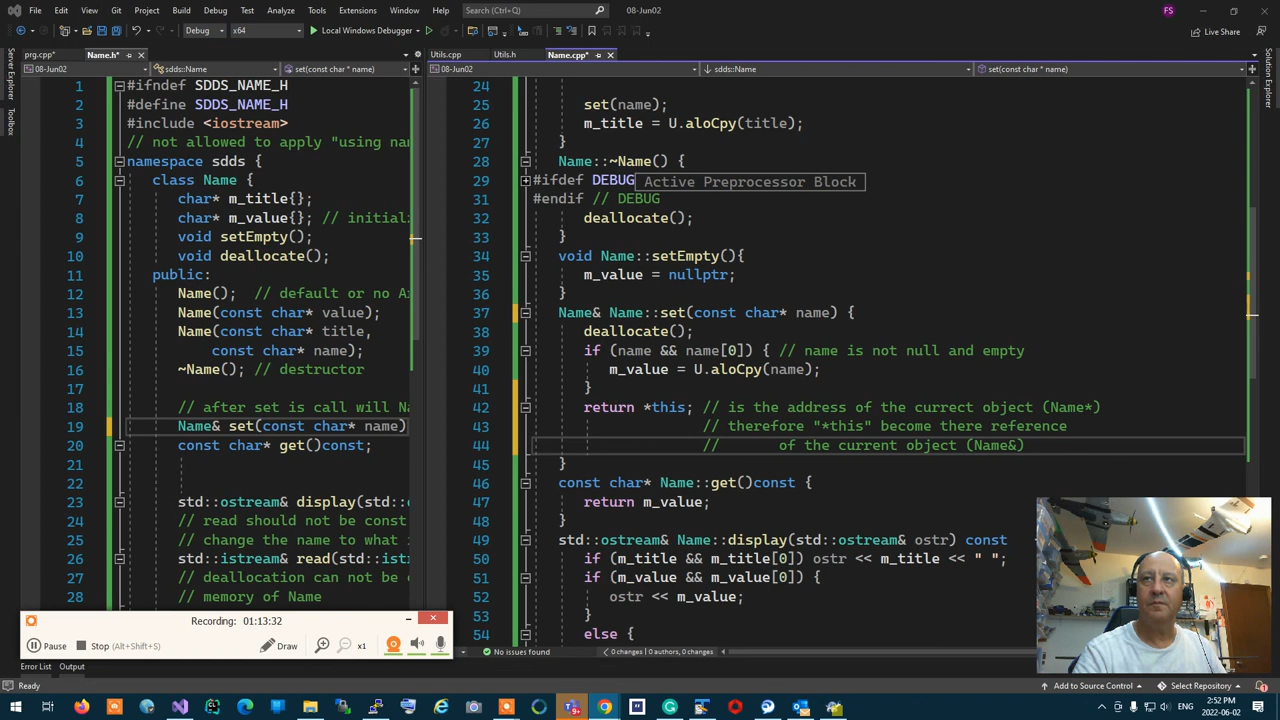 File Edit View Git Project Build Debug Test Analyze Tools Extensions Window Help Search (Ctrl+Q) 08-Jun02 FS
Debug x64 Local Windows Debugger Live Share
prg.cpp* Name.h* Utils.cpp Utils.h Name.cpp*
08-Jun02 sdds::Name set(const char * name) 08-Jun02 sdds::Name set(const char * name)
Server Explorer
Toolbox
1 #ifndef SDDS_NAME_H
2 #define SDDS_NAME_H
3 #include <iostream>
4 // not allowed to apply "using nam
5 namespace sdds {
6 class Name {
7 char* m_title{};
8 char* m_value{}; // initial
9 void setEmpty();
10 void deallocate();
11 public:
12 Name(); // default or no A
13 Name(const char* value);
14 Name(const char* title,
15 const char* name);
16 ~Name(); // destructor
17
18 // after set is call will Na
19 Name& set(const char* name)
20 const char* get()const;
21
22
23 std::ostream& display(std::o
24 // read should not be const
25 // change the name to what i
26 std::istream& read(std::ist
27 // deallocation can not be c
28 // memory of Name
24
25 set(name);
26 m_title = U.aloCpy(title);
27 }
28 Name::~Name() {
29 #ifdef DEBUG Active Preprocessor Block
31 #endif // DEBUG
32 deallocate();
33 }
34 void Name::setEmpty(){
35 m_value = nullptr;
36 }
37 Name& Name::set(const char* name) {
38 deallocate();
39 if (name && name[0]) { // name is not null and empty
40 m_value = U.aloCpy(name);
41 }
42 return *this; // is the address of the currect object (Name*)
43 // therefore "*this" become there reference
44 // of the current object (Name&)
45 }
46 const char* Name::get()const {
47 return m_value;
48 }
49 std::ostream& Name::display(std::ostream& ostr) const
50 if (m_title && m_title[0]) ostr << m_title << " ";
51 if (m_value && m_value[0]) {
52 ostr << m_value;
53 }
54 else {
Solution Explorer
Recording: 01:13:32
Pause Stop (Alt+Shift+S) Draw x1
No issues found 0 changes | 0 authors, 0 changes
Error List Output
Ready Add to Source Control Select Repository
2:52 PM
2022-06-02